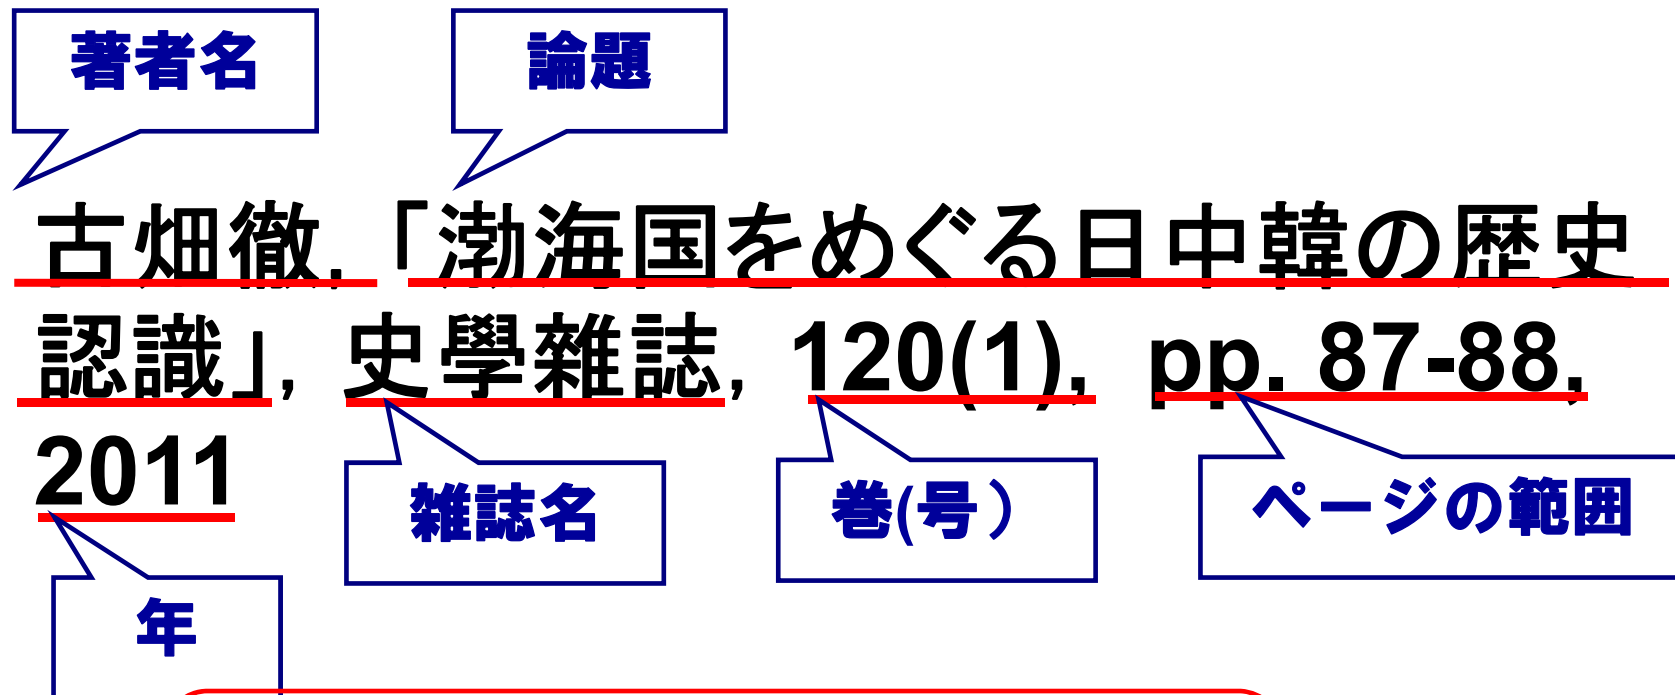 著者名
論題
古畑徹,「渤海国をめぐる日中韓の歴史
認識」, 史學雜誌, 120(1), pp. 87-88,
2011
雑誌名
巻(号）
ページの範囲
年